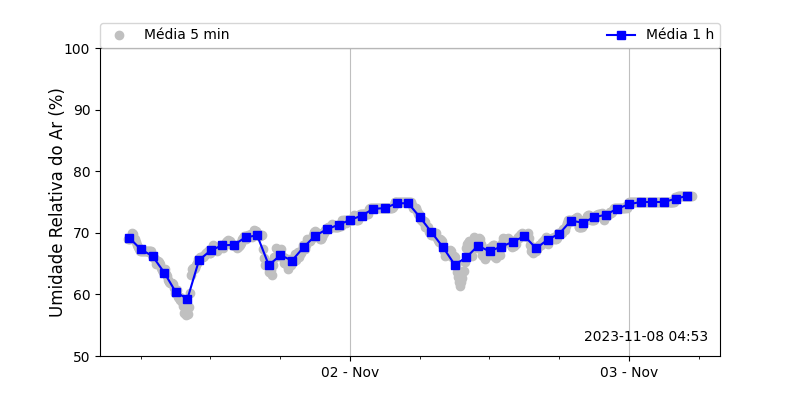 Média 5 min
Média 1 h
Umidade Relativa do Ar (%)
100
90
80
70
60
50
2023-11-08 04:53
02 - Nov
03 - Nov